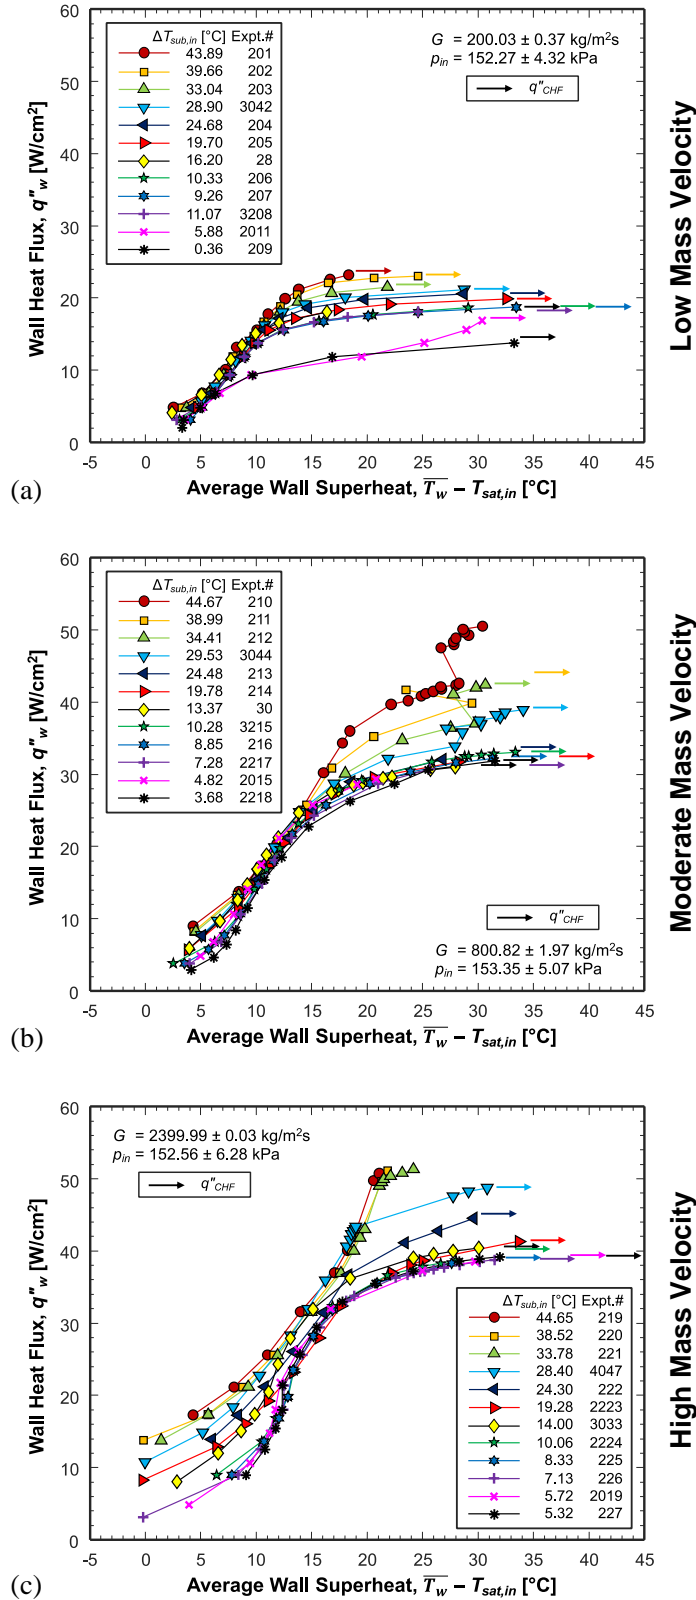 60
50
40
30
20
10
0
Wall Heat Flux, q"w [W/cm²]
ΔTsub,in [°C] Expt.#
43.89 201
39.66 202
33.04 203
28.90 3042
24.68 204
19.70 205
16.20 28
10.33 206
9.26 207
11.07 3208
5.88 2011
0.36 209
G = 200.03 ± 0.37 kg/m²s
pin = 152.27 ± 4.32 kPa
q"CHF
Low Mass Velocity
-5 0 5 10 15 20 25 30 35 40 45
(a) Average Wall Superheat, Tw – Tsat,in [°C]
60
50
40
30
20
10
0
Wall Heat Flux, q"w [W/cm²]
ΔTsub,in [°C] Expt.#
44.67 210
38.99 211
34.41 212
29.53 3044
24.48 213
19.78 214
13.37 30
10.28 3215
8.85 216
7.28 2217
4.82 2015
3.68 2218
q"CHF
G = 800.82 ± 1.97 kg/m²s
pin = 153.35 ± 5.07 kPa
Moderate Mass Velocity
-5 0 5 10 15 20 25 30 35 40 45
(b) Average Wall Superheat, Tw – Tsat,in [°C]
60
50
40
30
20
10
0
Wall Heat Flux, q"w [W/cm²]
G = 2399.99 ± 0.03 kg/m²s
pin = 152.56 ± 6.28 kPa
q"CHF
ΔTsub,in [°C] Expt.#
44.65 219
38.52 220
33.78 221
28.40 4047
24.30 222
19.28 2223
14.00 3033
10.06 2224
8.33 225
7.13 226
5.72 2019
5.32 227
High Mass Velocity
-5 0 5 10 15 20 25 30 35 40 45
(c) Average Wall Superheat, Tw – Tsat,in [°C]